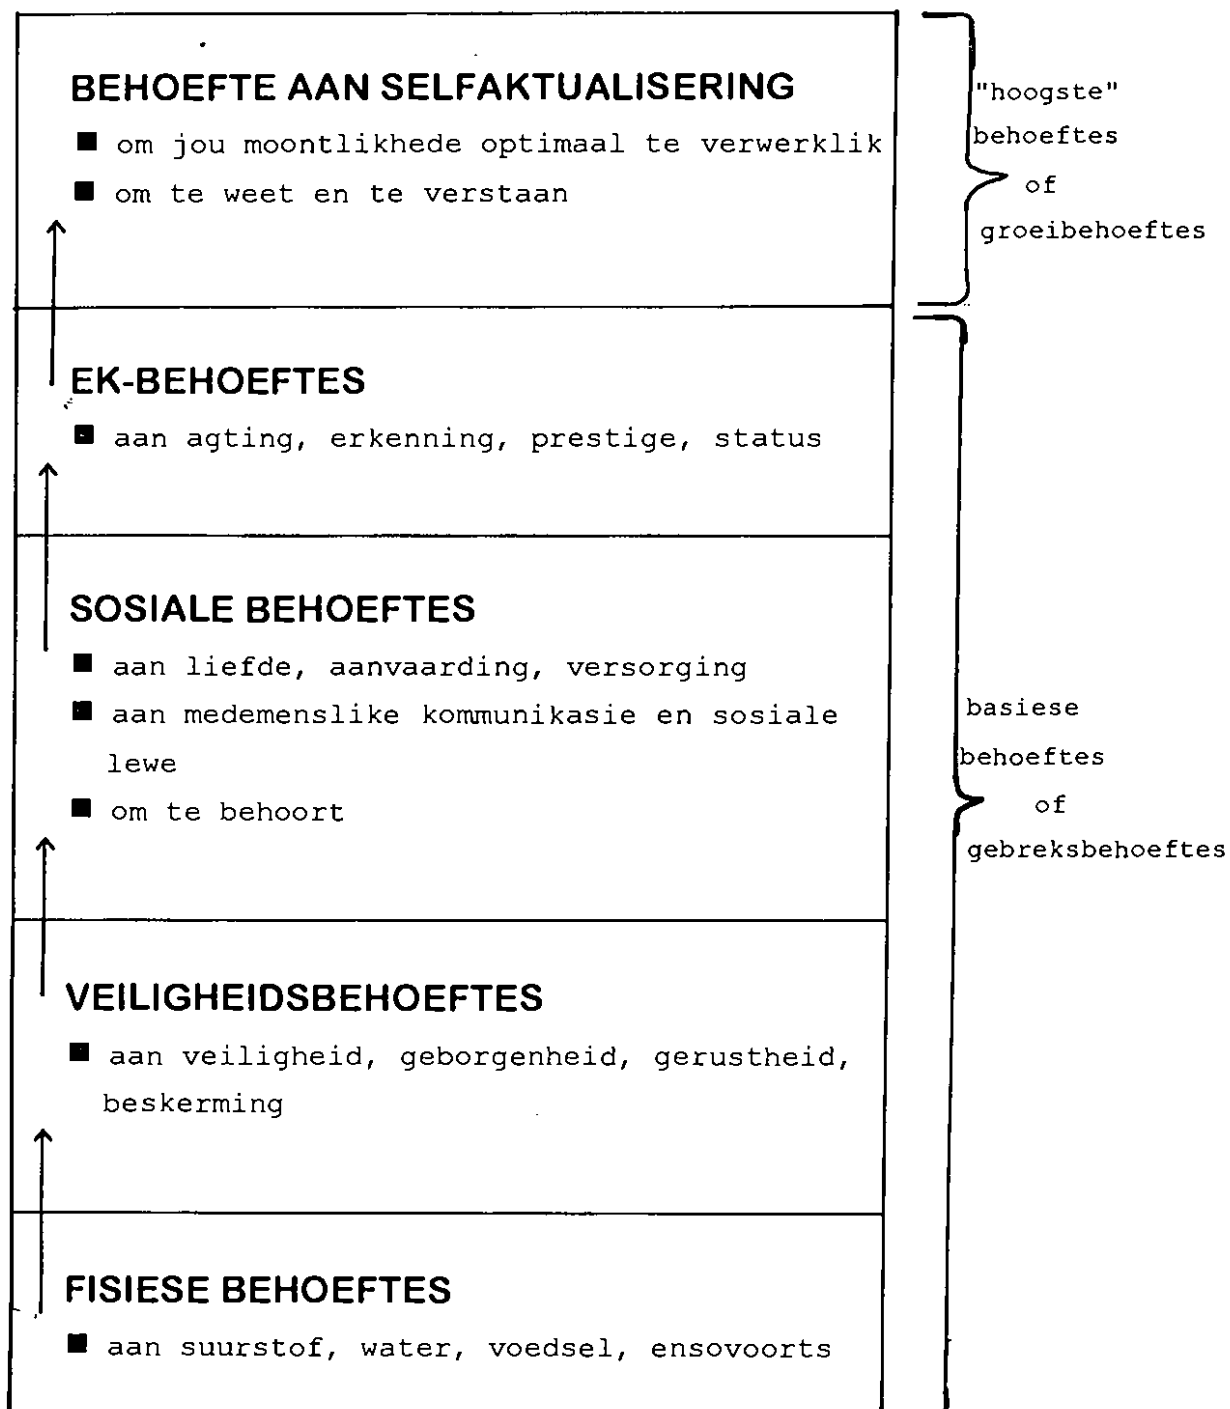 BEHOEFTE AAN SELFAKTUALISERING
■ om jou moontlikhede optimaal te verwerklik
■ om te weet en te verstaan
"hoogste"
behoeftes
of
groeibehoeftes
EK-BEHOEFTES
■ aan agting, erkenning, prestige, status
SOSIALE BEHOEFTES
■ aan liefde, aanvaarding, versorging
■ aan medemenslike kommunikasie en sosiale
lewe
■ om te behoort
VEILIGHEIDSBEHOEFTES
■ aan veiligheid, geborgenheid, gerustheid,
beskerming
FISIESE BEHOEFTES
■ aan suurstof, water, voedsel, ensovoorts
basiese
behoeftes
of
gebreksbehoeftes